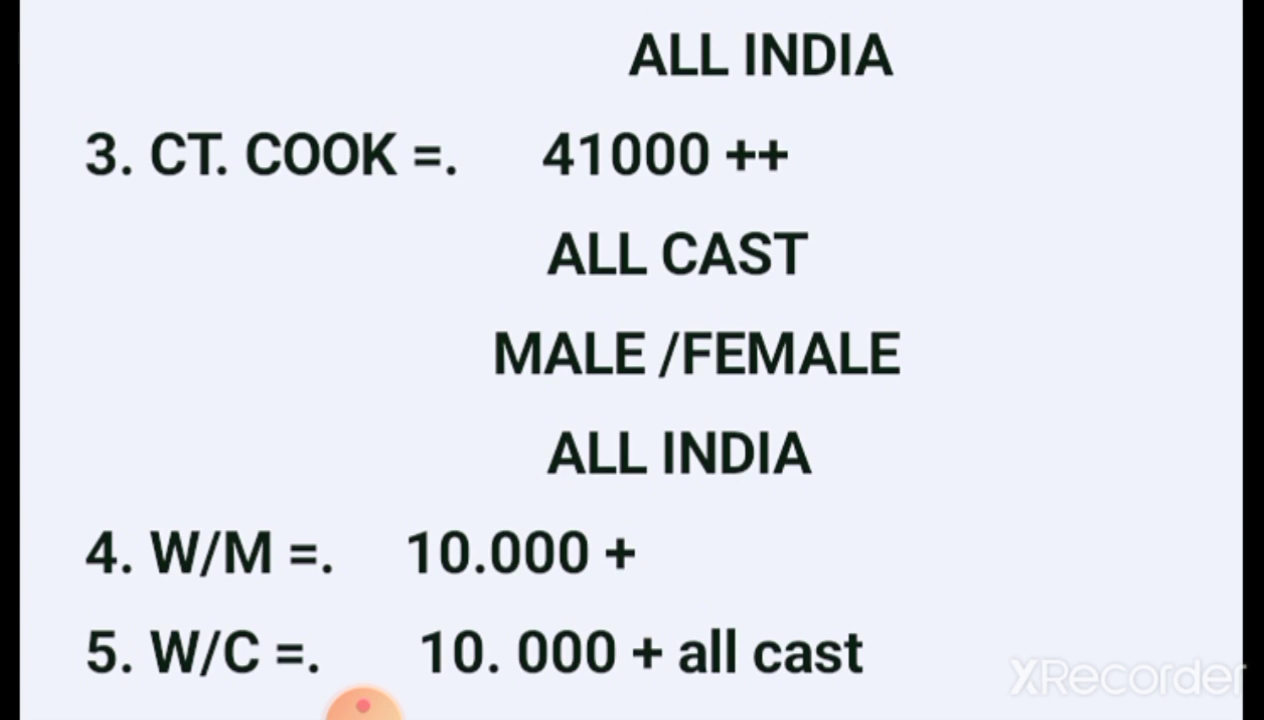 ALL INDIA
3. CT. COOK =. 41000 ++
ALL CAST
MALE /FEMALE
ALL INDIA
4. W/M =. 10.000 +
5. W/C =. 10. 000 + all cast
XRecorder